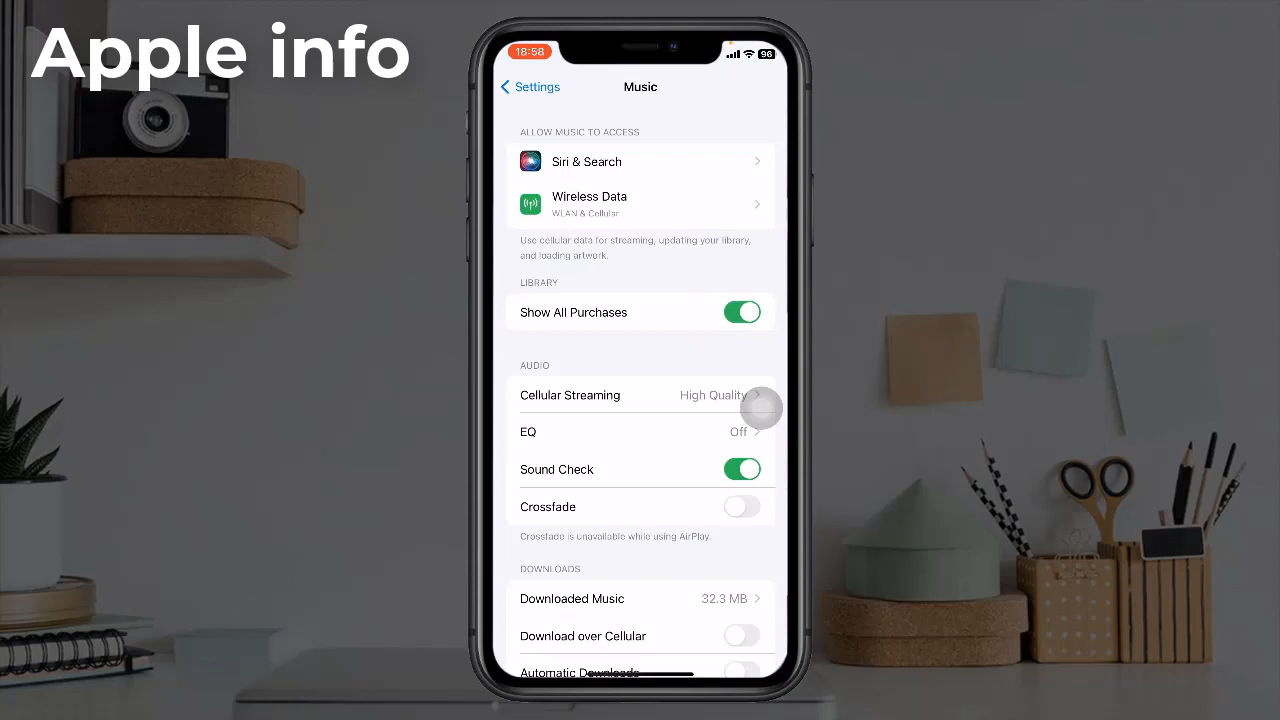 Apple info
18:58
96
Settings
Music
ALLOW MUSIC TO ACCESS
Siri & Search
Wireless Data
WLAN & Cellular
Use cellular data for streaming, updating your library,
and loading artwork.
LIBRARY
Show All Purchases
AUDIO
Cellular Streaming High Quality
EQ Off
Sound Check
Crossfade
Crossfade is unavailable while using AirPlay.
DOWNLOADS
Downloaded Music 32.3 MB
Download over Cellular
Automatic Downloads